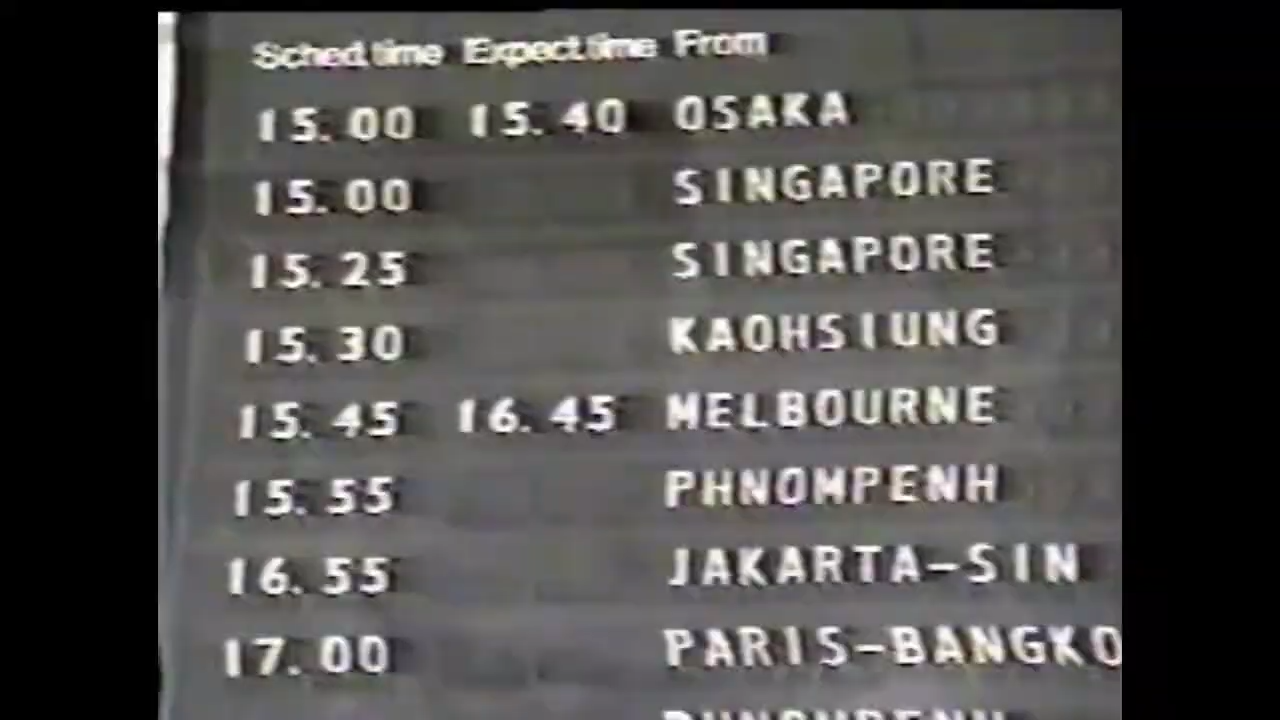 Sched.time Expect.time From
15.00 15.40 OSAKA
15.00 SINGAPORE
15.25 SINGAPORE
15.30 KAOHSIUNG
15.45 16.45 MELBOURNE
15.55 PHNOMPENH
16.55 JAKARTA-SIN
17.00 PARIS-BANGKO